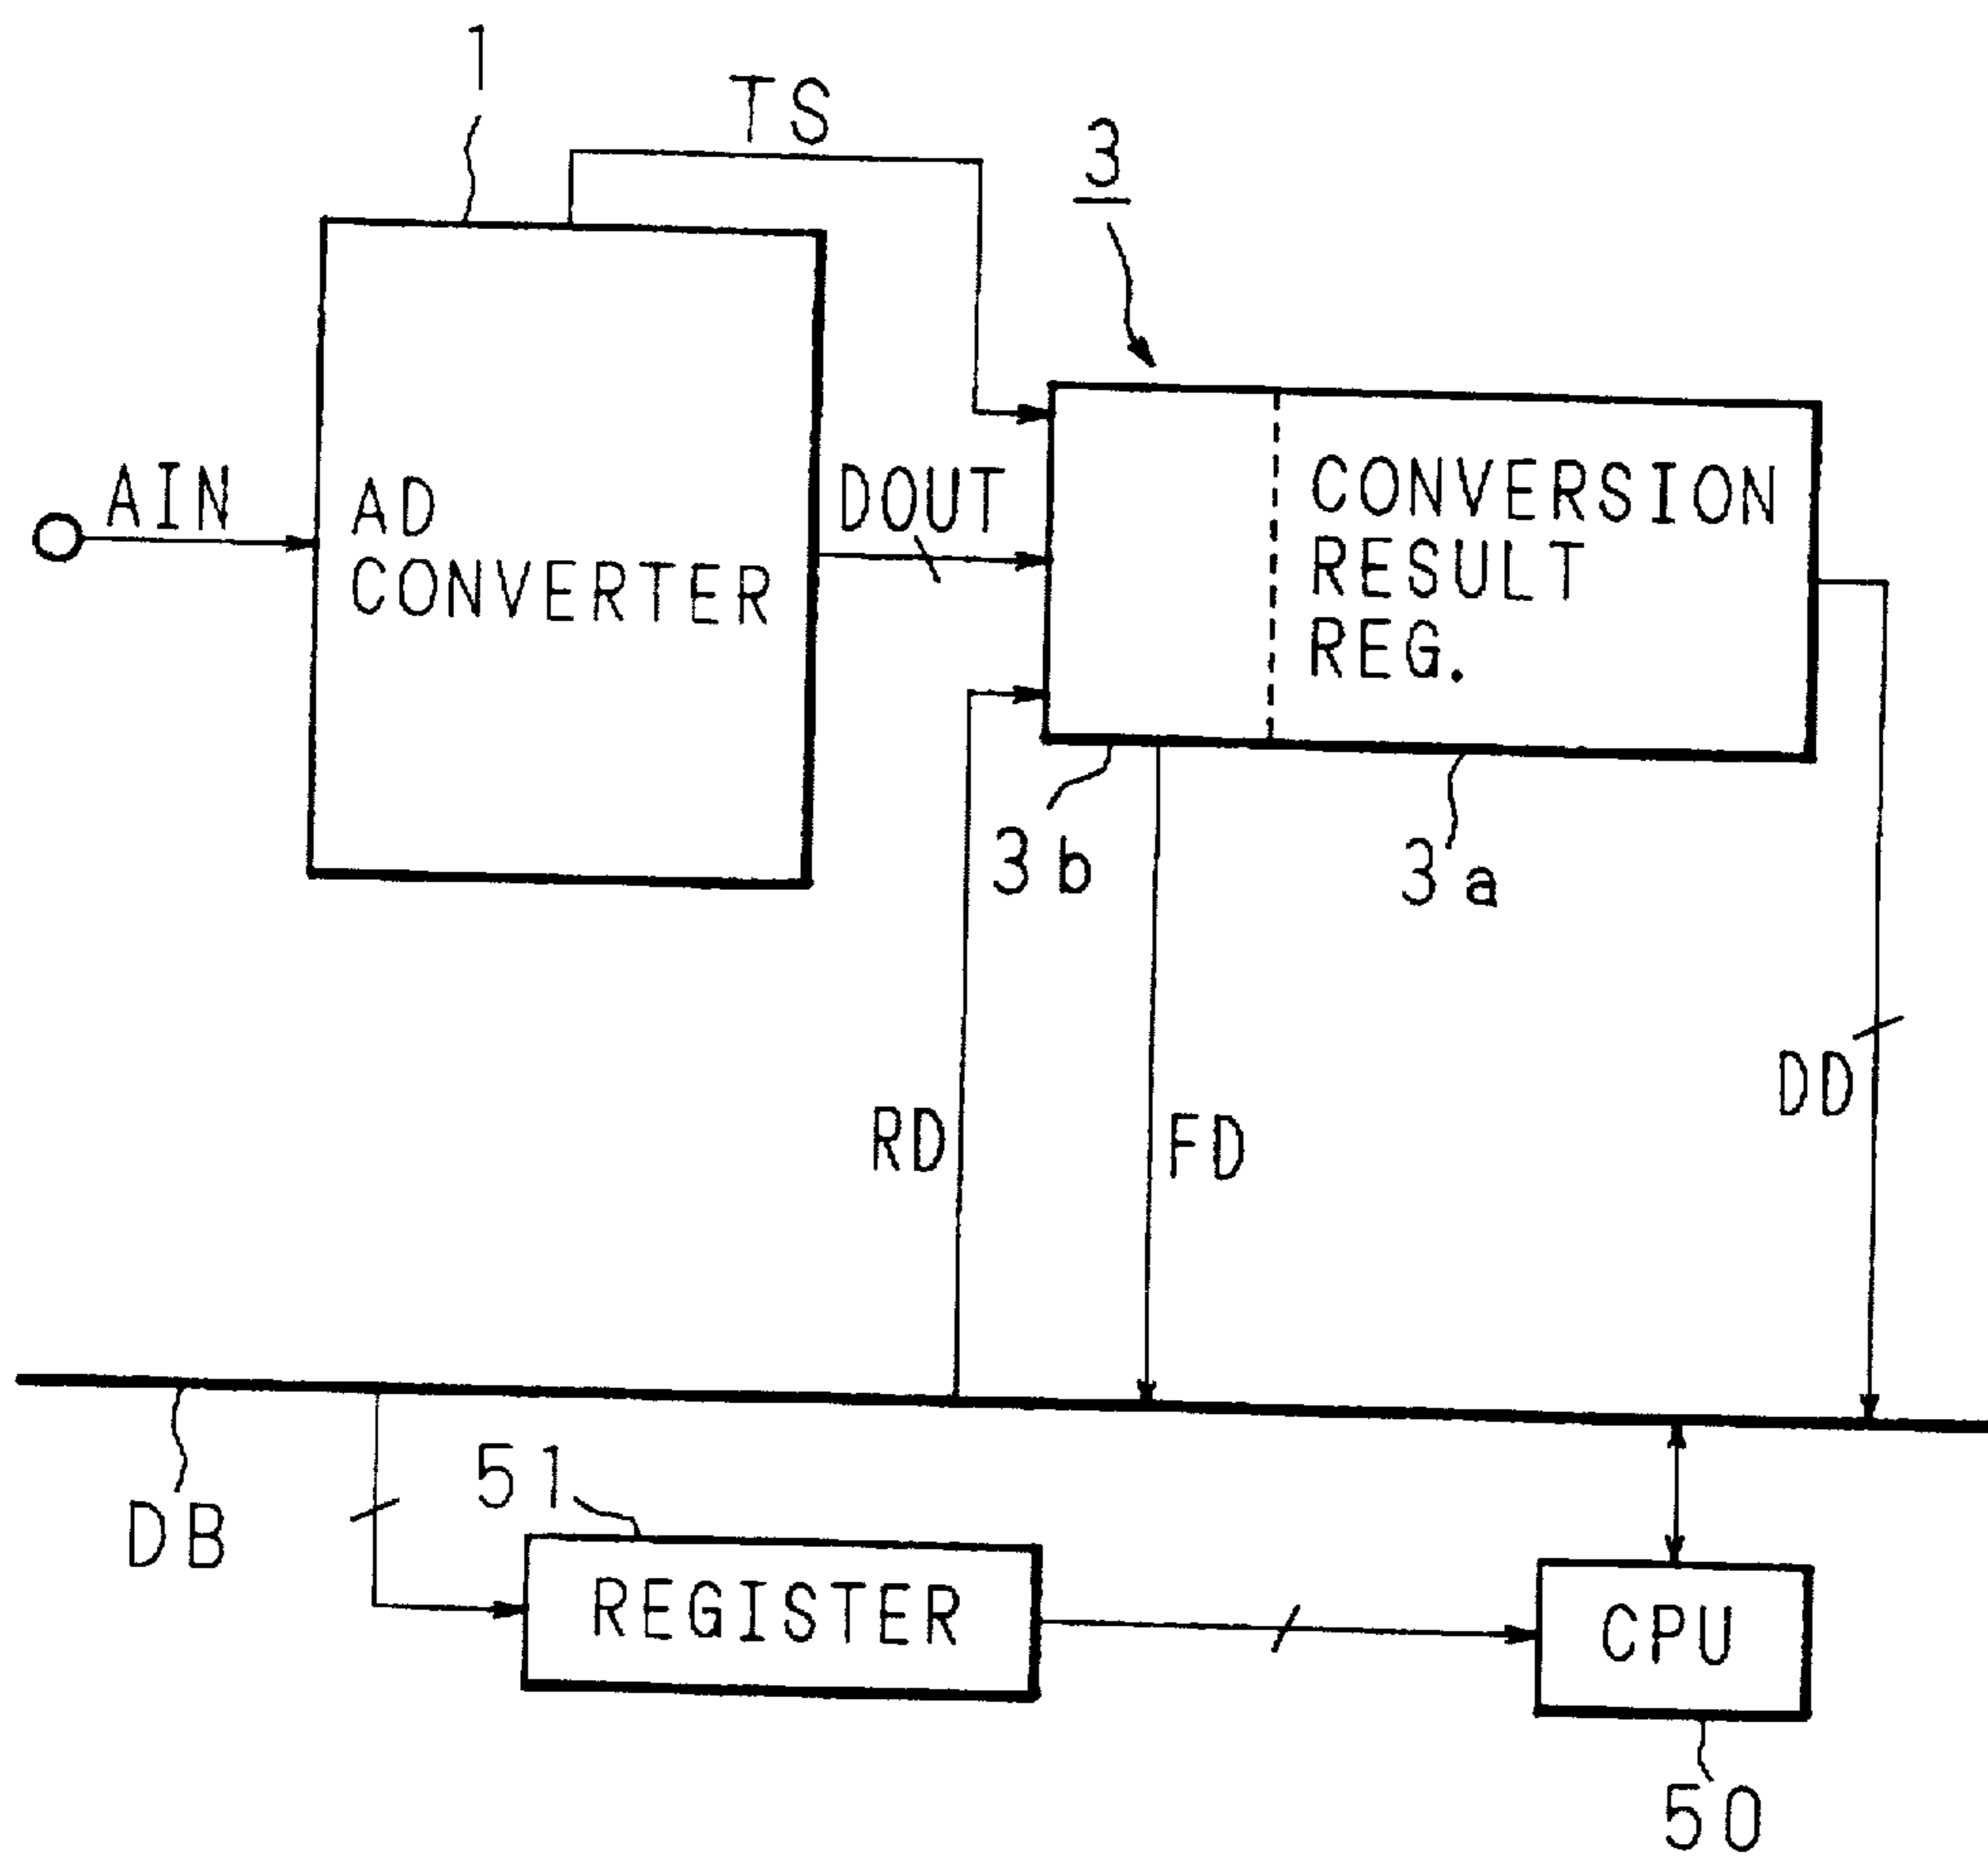 1
TS
3
AIN
AD
CONVERTER
DOUT
CONVERSION
RESULT
REG.
3b
3a
RD
FD
DD
DB
51
REGISTER
CPU
50